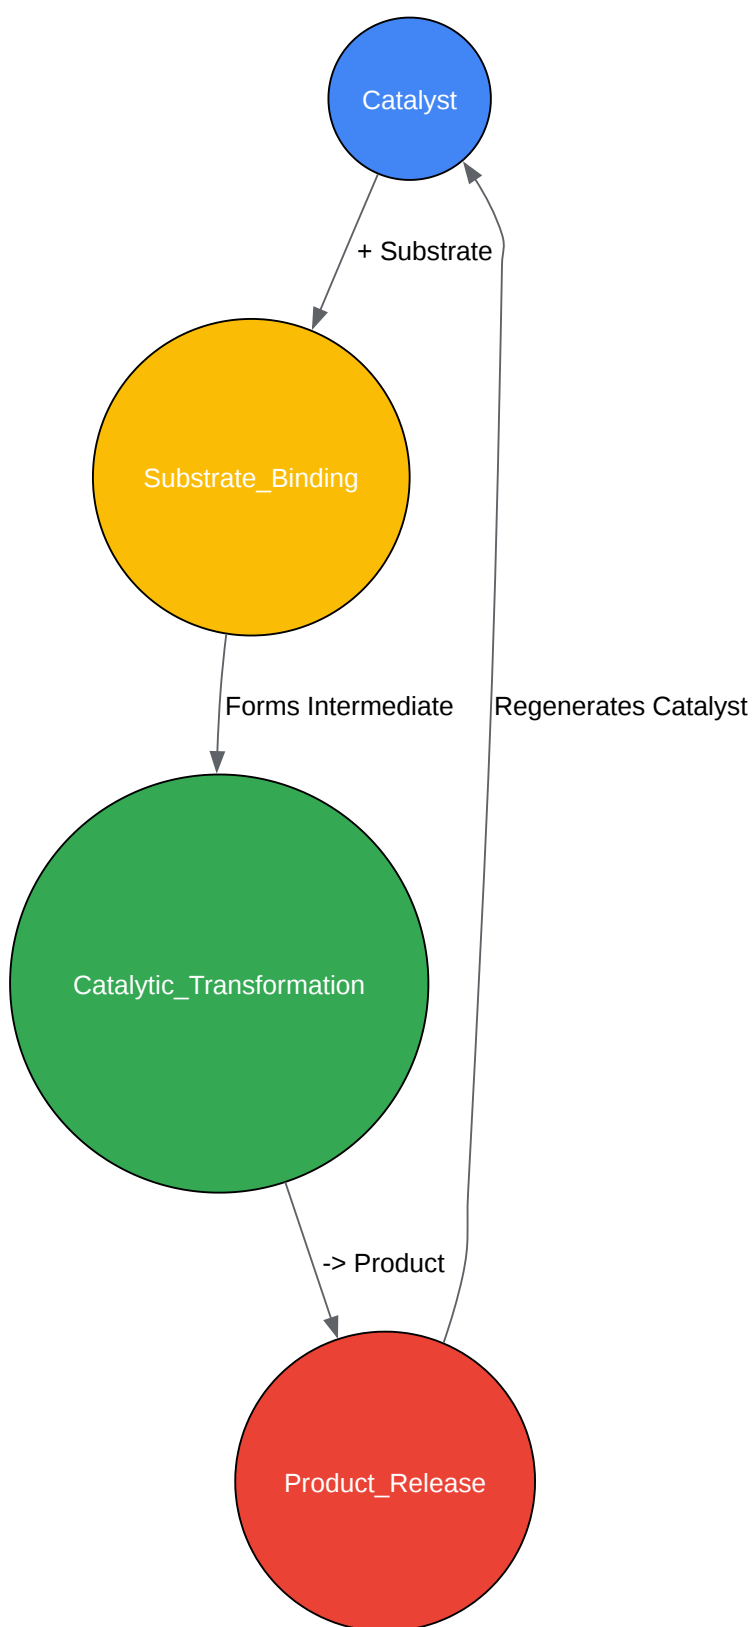 Catalyst
+ Substrate
Substrate_Binding
Forms Intermediate
Regenerates Catalyst
Catalytic_Transformation
-> Product
Product_Release